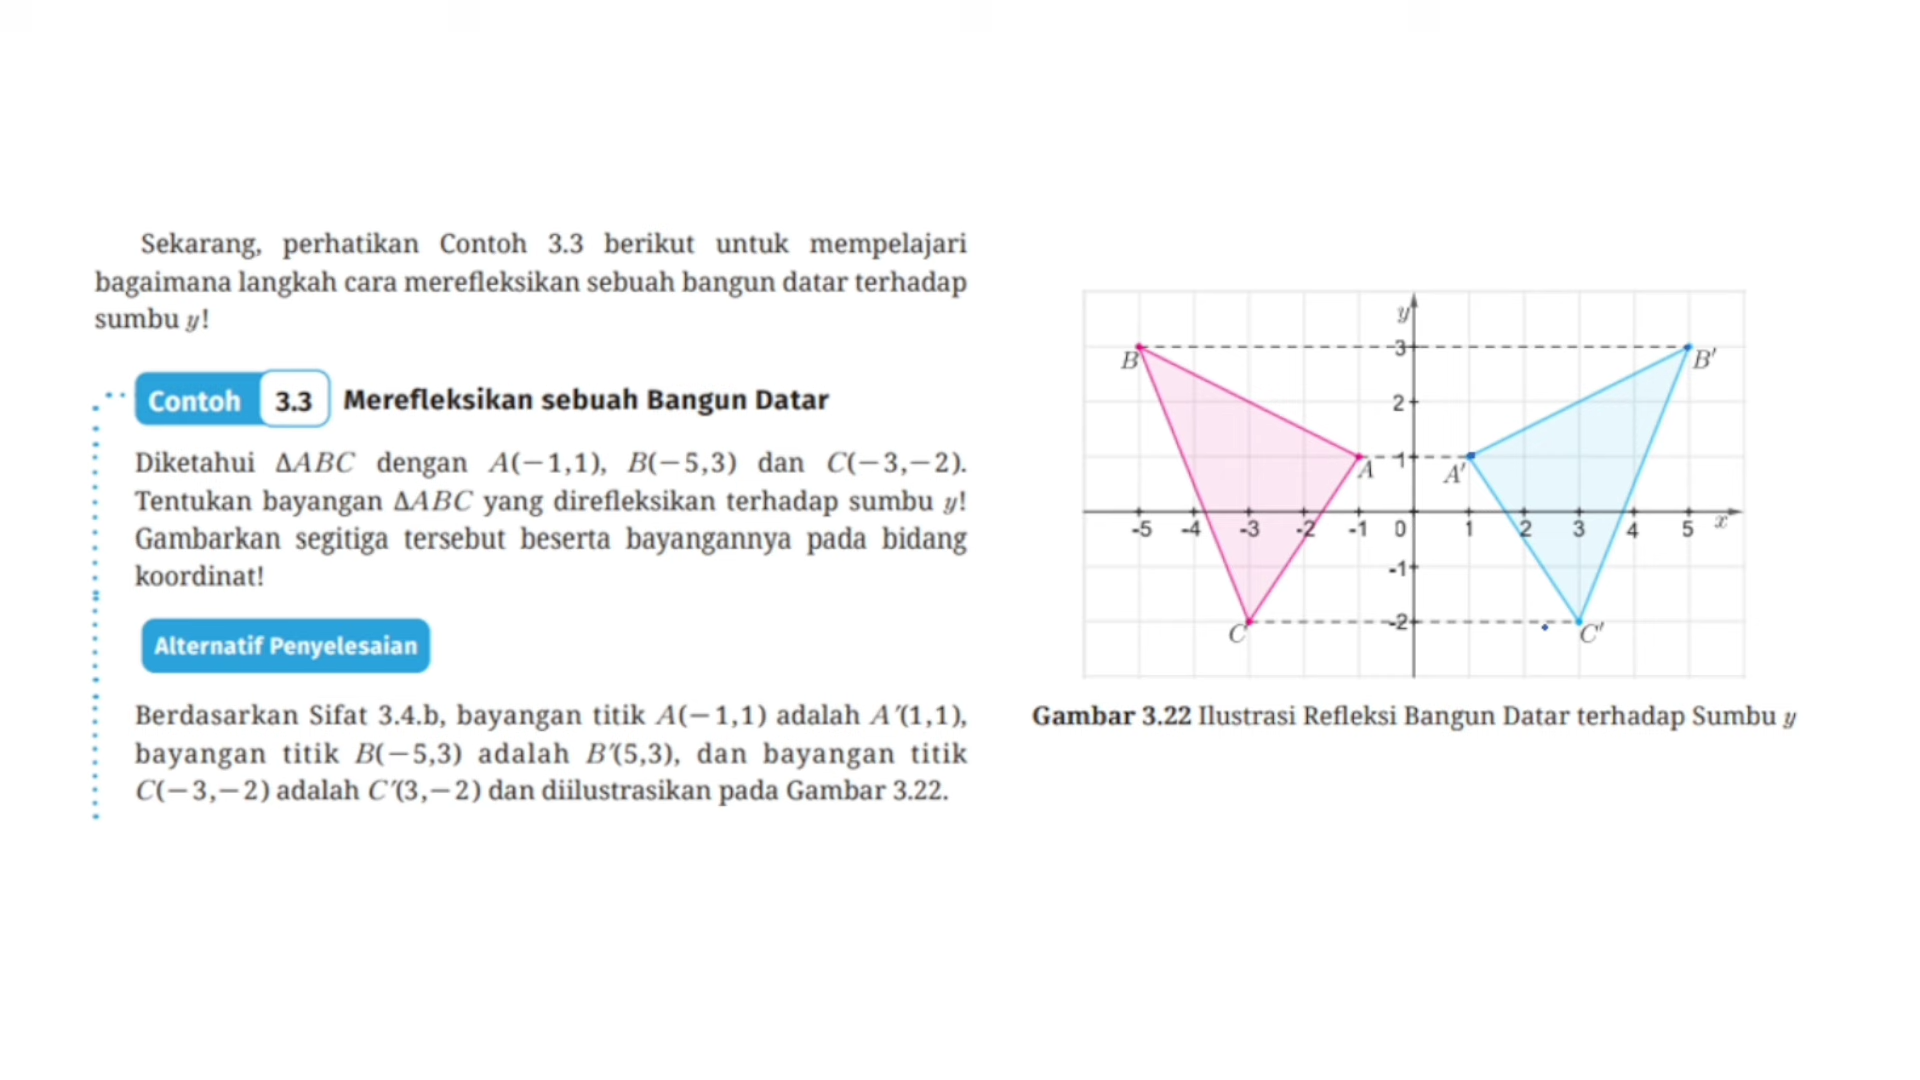 Sekarang, perhatikan Contoh 3.3 berikut untuk mempelajari
bagaimana langkah cara merefleksikan sebuah bangun datar terhadap
sumbu y!
Contoh 3.3 Merefleksikan sebuah Bangun Datar
Diketahui ΔABC dengan A(−1,1), B(−5,3) dan C(−3,−2).
Tentukan bayangan ΔABC yang direfleksikan terhadap sumbu y!
Gambarkan segitiga tersebut beserta bayangannya pada bidang
koordinat!
Alternatif Penyelesaian
Berdasarkan Sifat 3.4.b, bayangan titik A(−1,1) adalah A′(1,1),
bayangan titik B(−5,3) adalah B′(5,3), dan bayangan titik
C(−3,−2) adalah C′(3,−2) dan diilustrasikan pada Gambar 3.22.
y
B 3 B′
2
A 1 A′
-5 -4 -3 -2 -1 0 1 2 3 4 5 x
-1
C -2 C′
Gambar 3.22 Ilustrasi Refleksi Bangun Datar terhadap Sumbu y